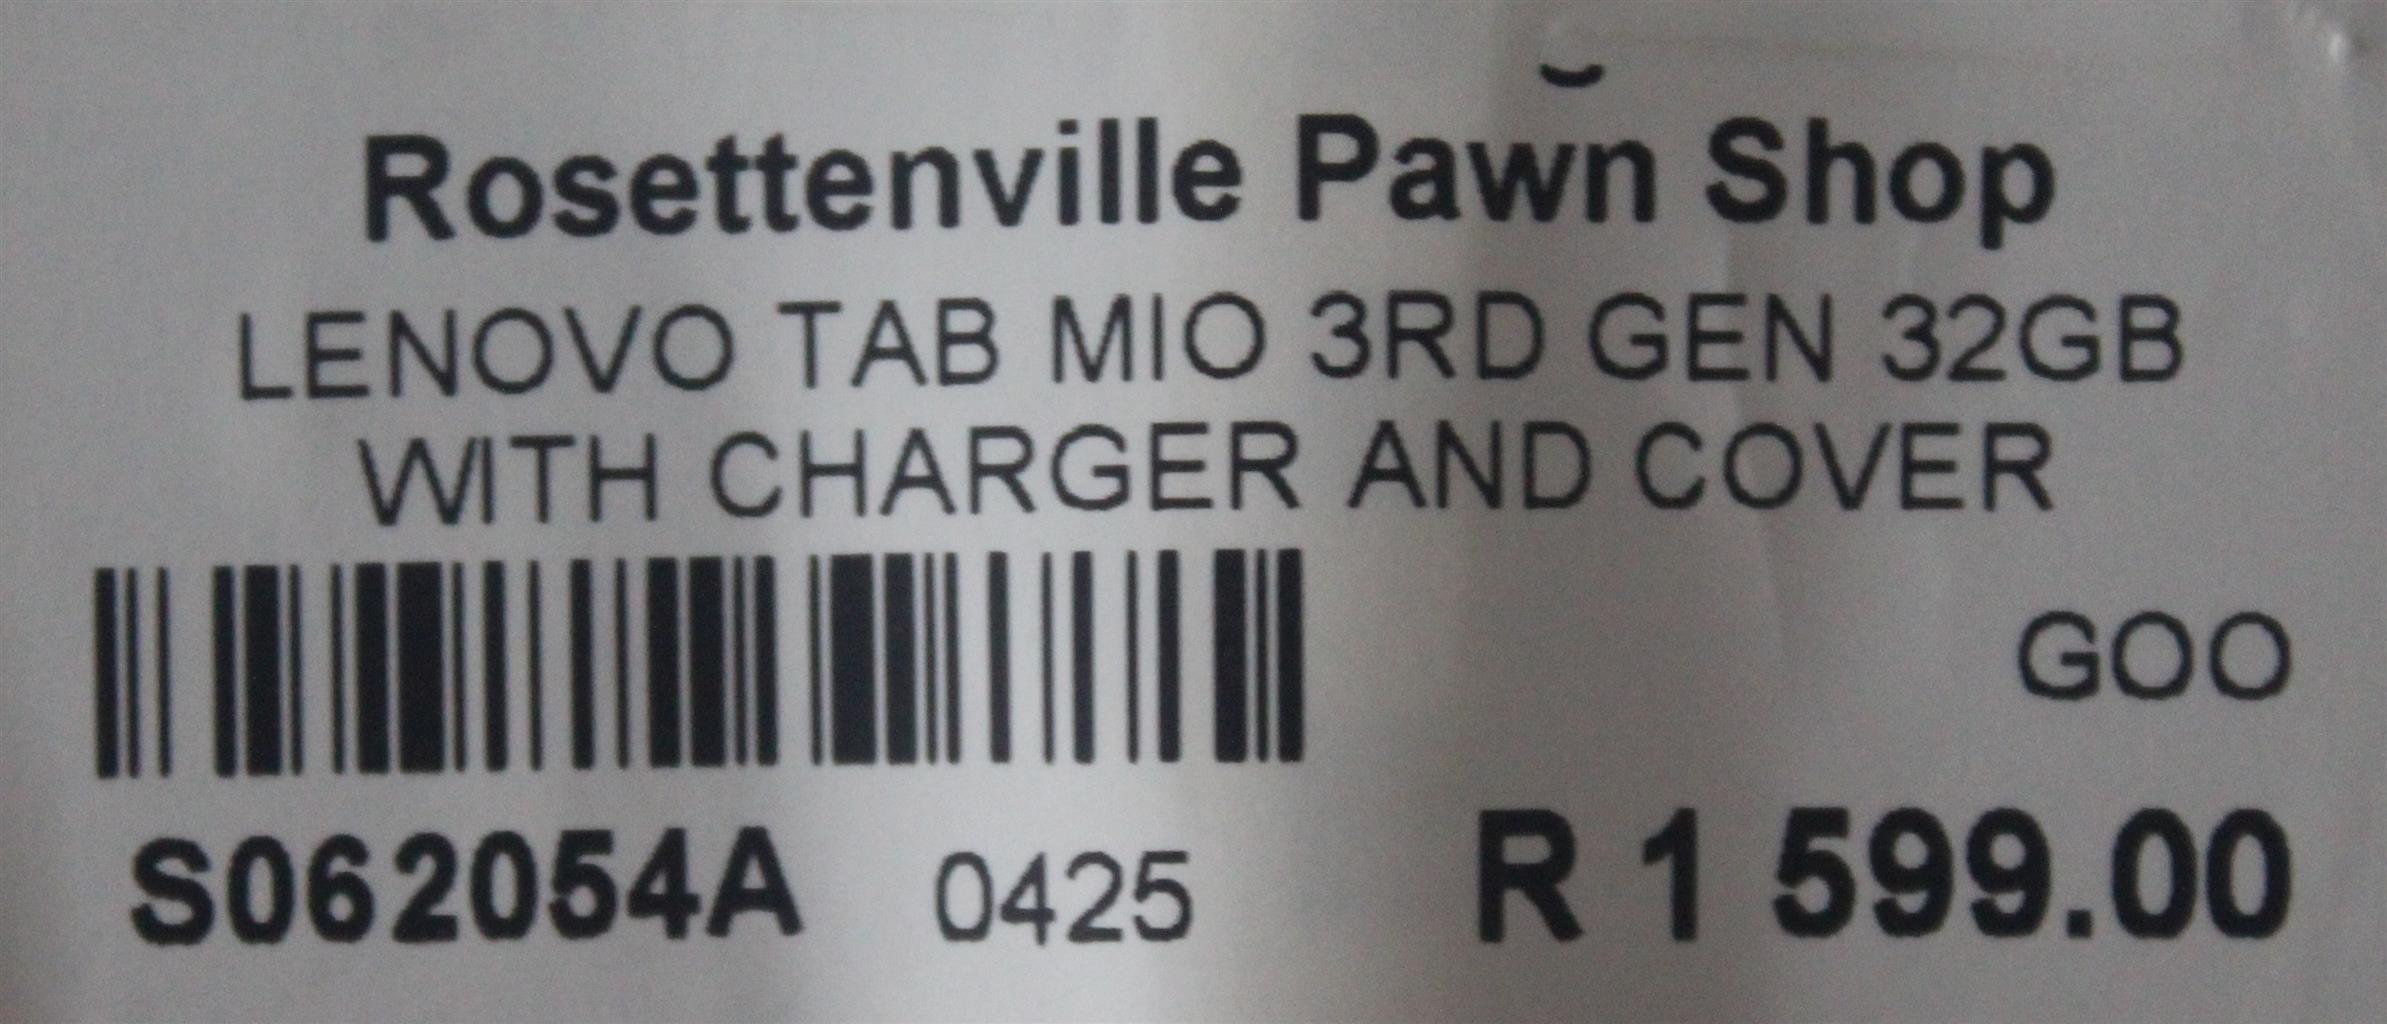 Rosettenville Pawn Shop
LENOVO TAB MIO 3RD GEN 32GB
WITH CHARGER AND COVER
GOO
S062054A 0425 R 1 599.00